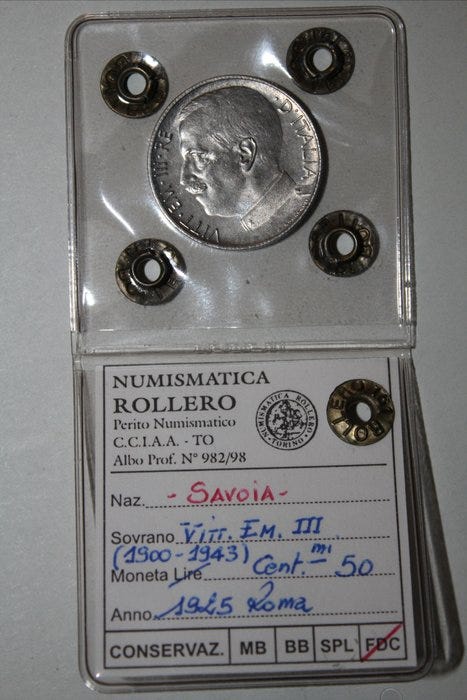 VITT·EM·III·RE D'ITALIA
NUMISMATICA
ROLLERO
Perito Numismatico
C.C.I.A.A. - TO
Albo Prof. N° 982/98
NUMISMATICA ROLLERO
·TORINO·
ROLLERO
Naz. - SAVOIA -
Sovrano VITT. EM. III
(1900-1943)
Moneta Lire Cent.mi 50
Anno 1925 Roma
CONSERVAZ. MB BB SPL FDC